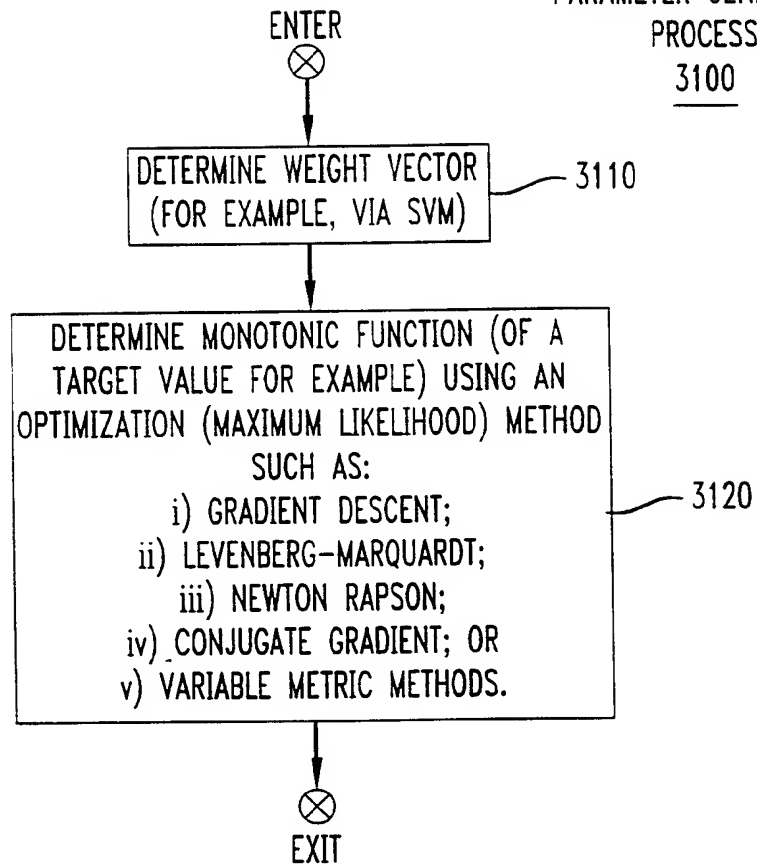 PROCESS
3100
ENTER
DETERMINE WEIGHT VECTOR
(FOR EXAMPLE, VIA SVM)
3110
DETERMINE MONOTONIC FUNCTION (OF A
TARGET VALUE FOR EXAMPLE) USING AN
OPTIMIZATION (MAXIMUM LIKELIHOOD) METHOD
SUCH AS:
i) GRADIENT DESCENT;
ii) LEVENBERG-MARQUARDT;
iii) NEWTON RAPSON;
iv) CONJUGATE GRADIENT; OR
v) VARIABLE METRIC METHODS.
3120
EXIT